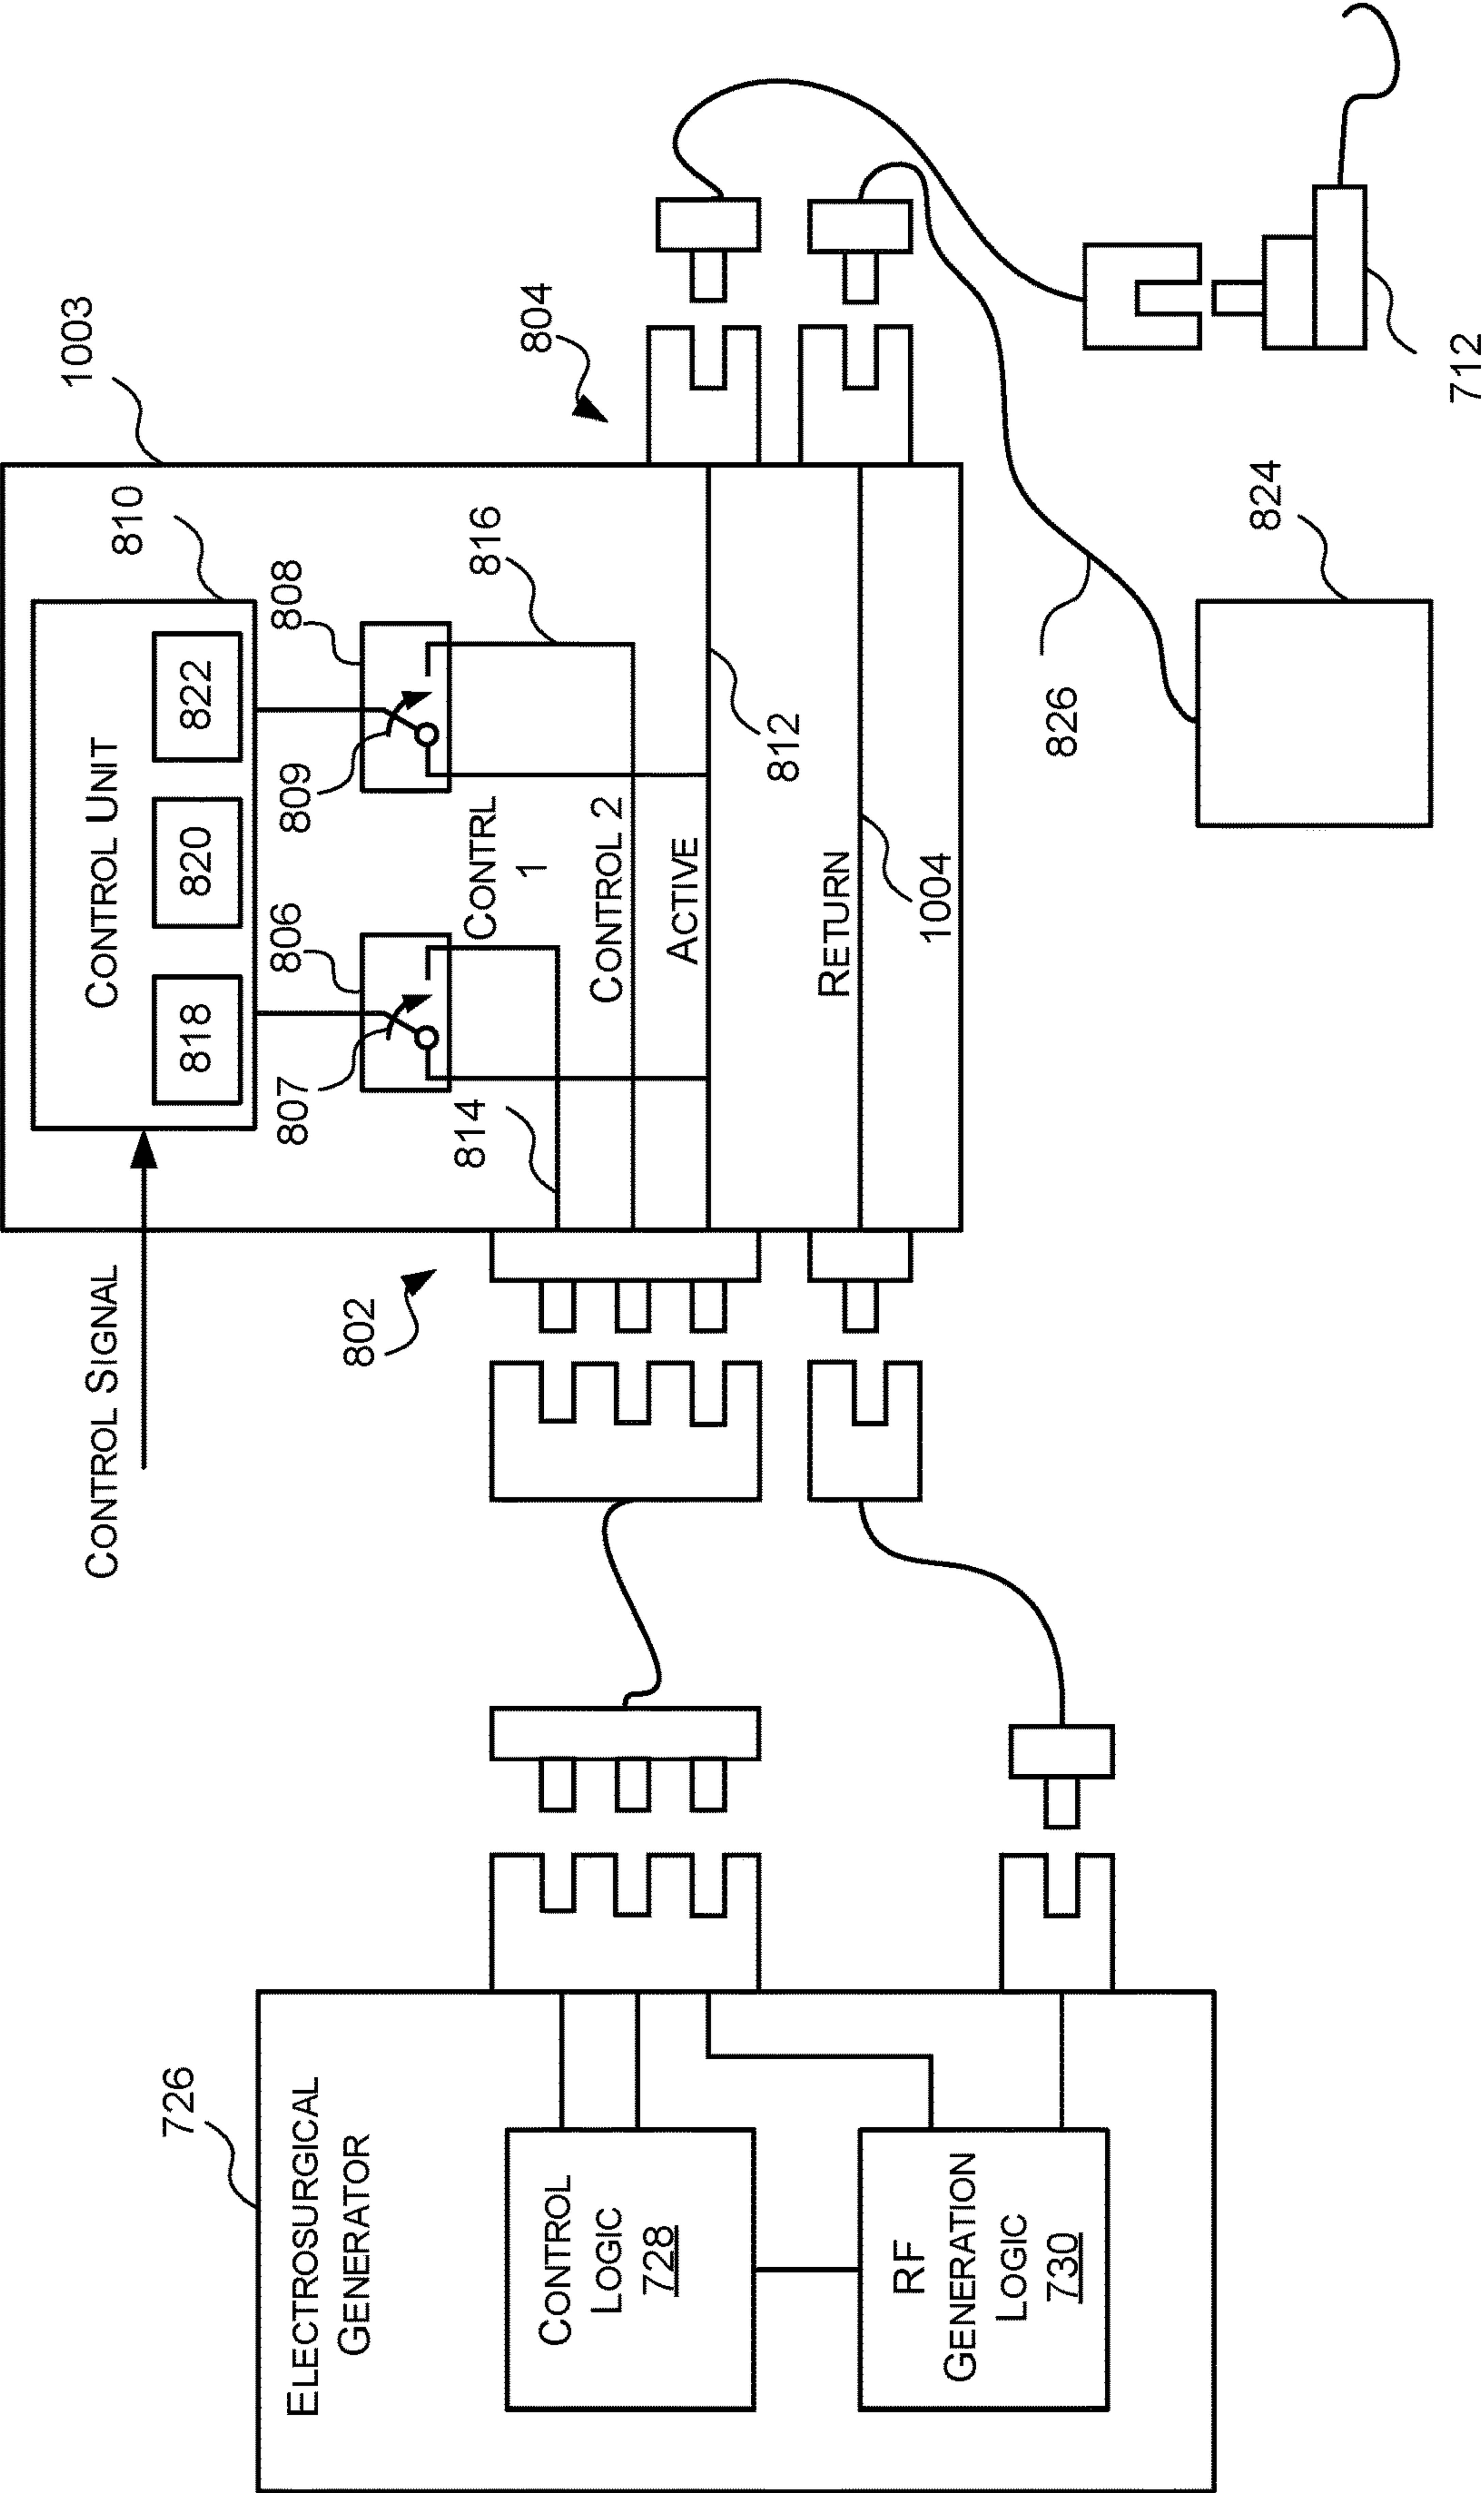 726
ELECTROSURGICAL
GENERATOR
CONTROL
LOGIC
728
RF
GENERATION
LOGIC
730
CONTROL SIGNAL
802
1003
810
CONTROL UNIT
818
820
822
806
807
808
809
CONTRL
1
814
816
CONTROL 2
ACTIVE
812
RETURN
1004
804
826
824
712